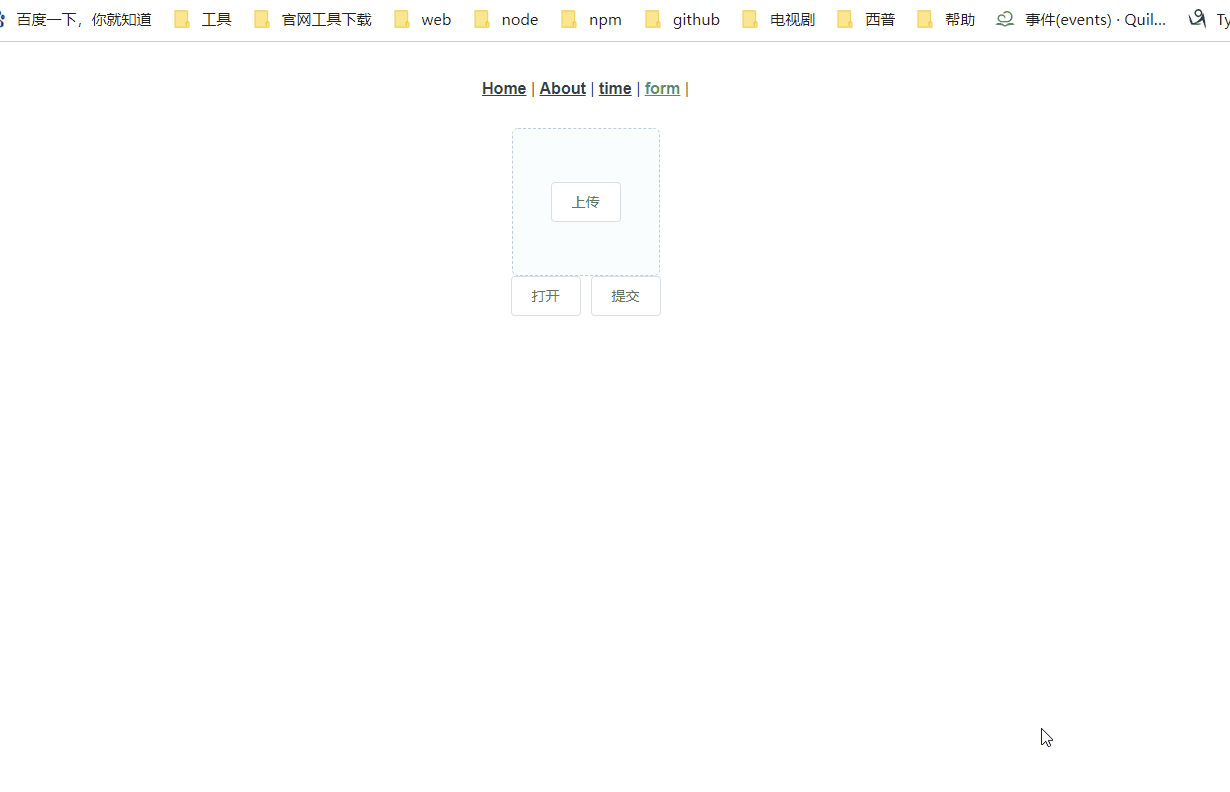 百度一下，你就知道 工具 官网工具下载 web node npm github 电视剧 西普 帮助 事件(events) · Quil... Ty
Home | About | time | form |
上传
打开 提交